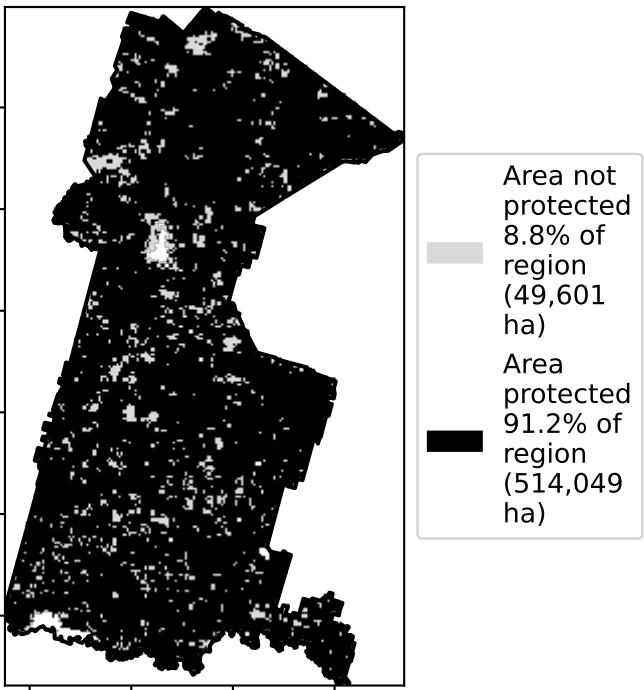 Area not
protected
8.8% of
region
(49,601
ha)
Area
protected
91.2% of
region
(514,049
ha)